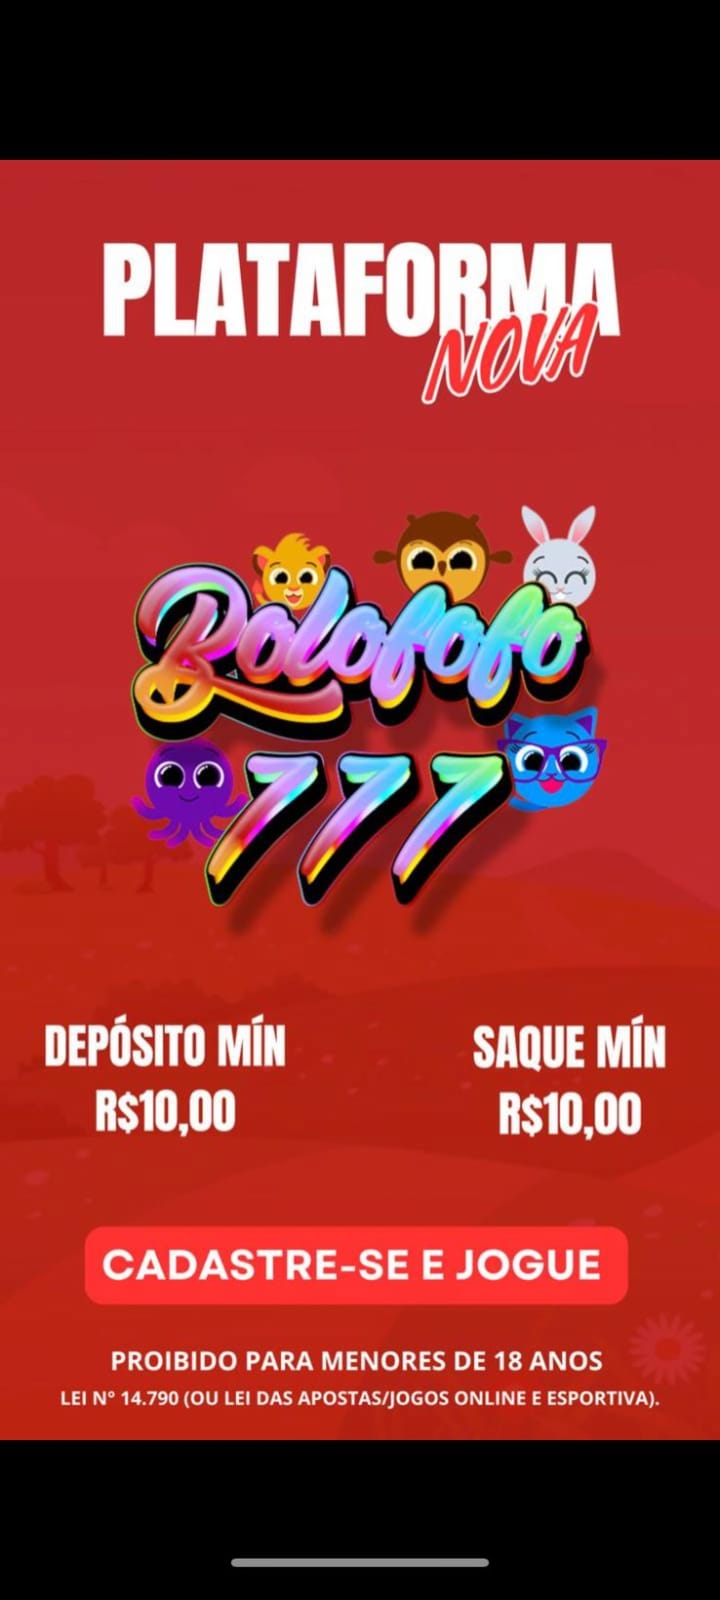 PLATAFORMA
NOVA
Bolofofo
777
DEPÓSITO MÍN
R$10,00
SAQUE MÍN
R$10,00
CADASTRE-SE E JOGUE
PROIBIDO PARA MENORES DE 18 ANOS
LEI Nº 14.790 (OU LEI DAS APOSTAS/JOGOS ONLINE E ESPORTIVA).